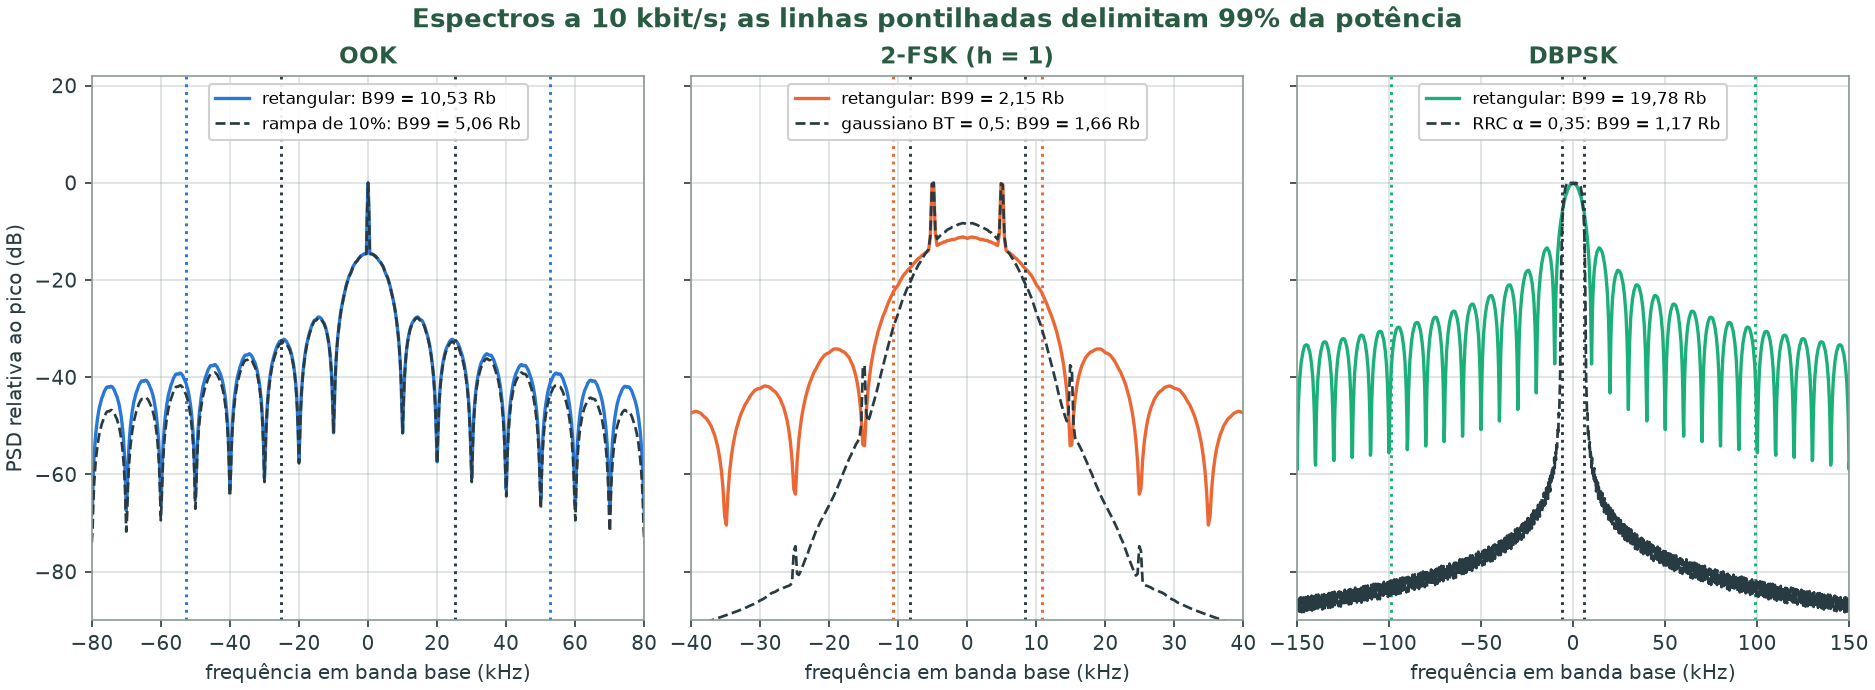 Espectros a 10 kbit/s; as linhas pontilhadas delimitam 99% da potência
OOK
retangular: B99 = 10,53 Rb
rampa de 10%: B99 = 5,06 Rb
PSD relativa ao pico (dB)
20
0
−20
−40
−60
−80
−80 −60 −40 −20 0 20 40 60 80
frequência em banda base (kHz)
2-FSK (h = 1)
retangular: B99 = 2,15 Rb
gaussiano BT = 0,5: B99 = 1,66 Rb
−40 −30 −20 −10 0 10 20 30 40
frequência em banda base (kHz)
DBPSK
retangular: B99 = 19,78 Rb
RRC α = 0,35: B99 = 1,17 Rb
−150 −100 −50 0 50 100 150
frequência em banda base (kHz)